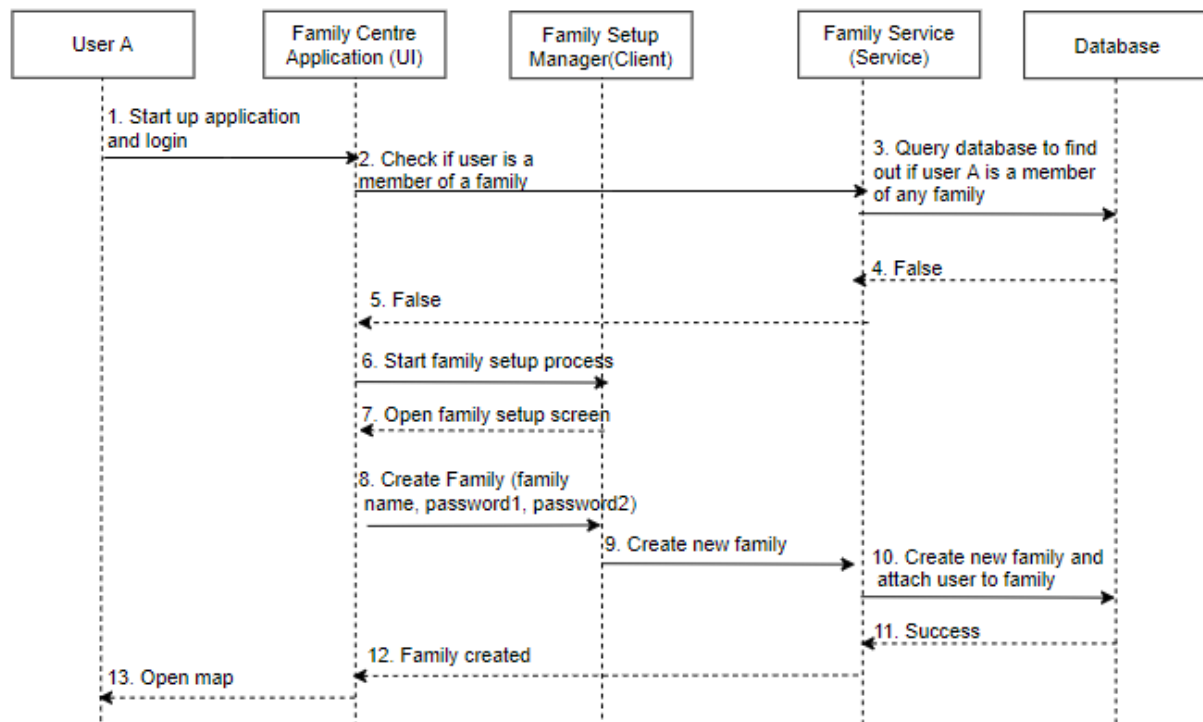 User A
Family Centre
Application (UI)
Family Setup
Manager(Client)
Family Service
(Service)
Database
1. Start up application
and login
2. Check if user is a
member of a family
3. Query database to find
out if user A is a member
of any family
4. False
5. False
6. Start family setup process
7. Open family setup screen
8. Create Family (family
name, password1, password2)
9. Create new family
10. Create new family and
attach user to family
11. Success
12. Family created
13. Open map